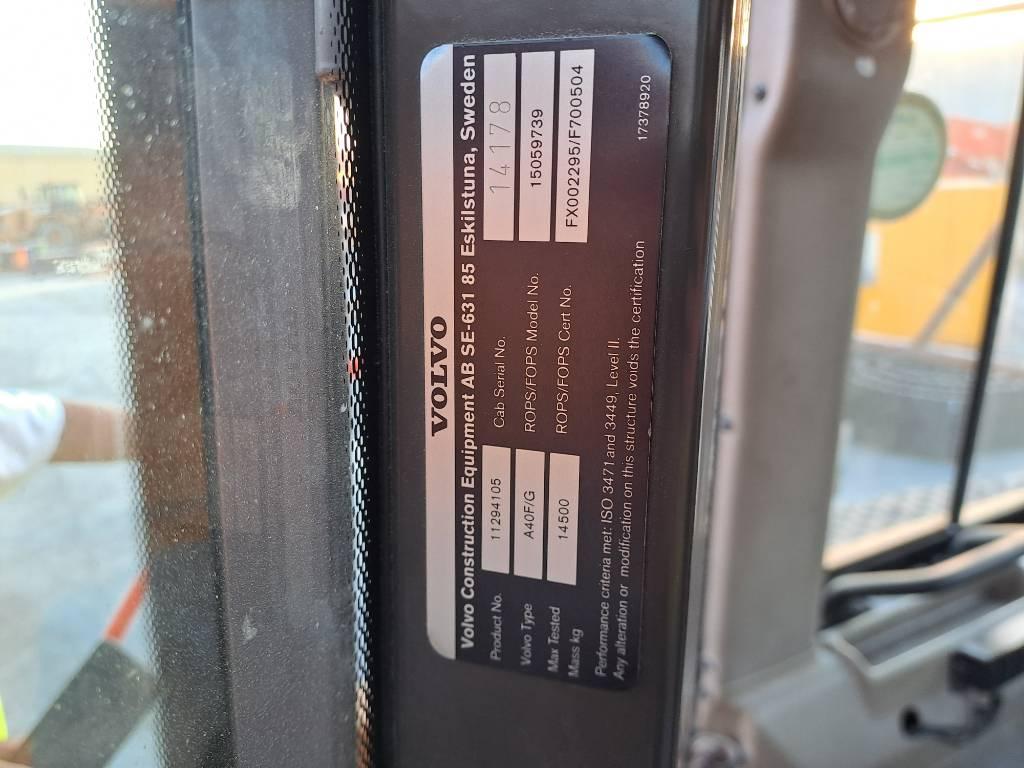 VOLVO
Volvo Construction Equipment AB SE-631 85 Eskilstuna, Sweden
Product No. 11294105 Cab Serial No. 14178
Volvo Type A40F/G ROPS/FOPS Model No. 15059739
Max Tested 14500 ROPS/FOPS Cert No. FX002295/F700504
Mass kg
Performance criteria met: ISO 3471 and 3449, Level II.
Any alteration or modification on this structure voids the certification 17378920